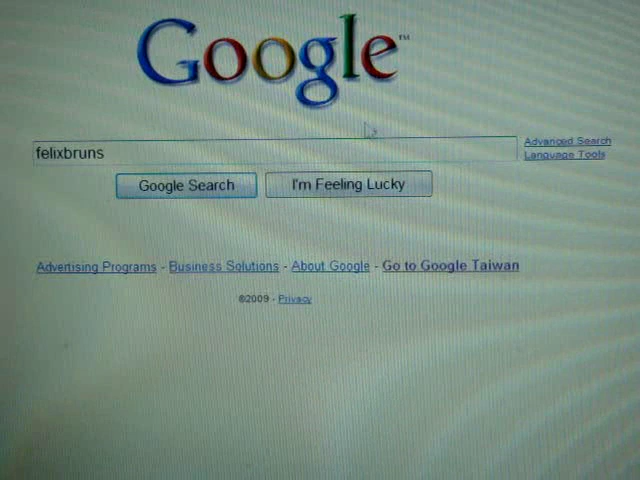 Google™
felixbruns
Advanced Search
Language Tools
Google Search
I'm Feeling Lucky
Advertising Programs - Business Solutions - About Google - Go to Google Taiwan
©2009 - Privacy